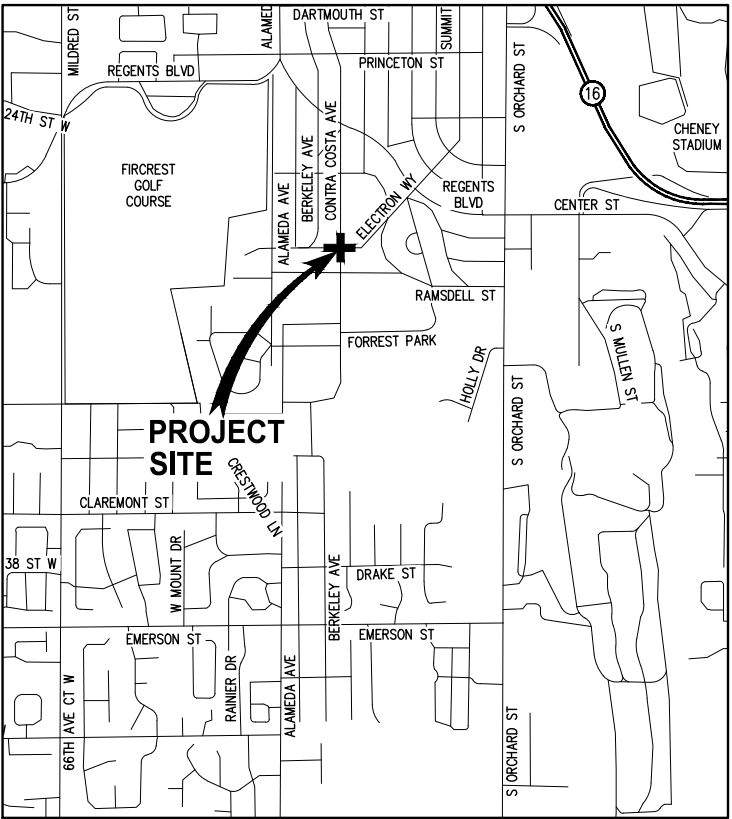 DARTMOUTH ST
MILDRED ST
ALAMED
SUMMIT
PRINCETON ST
REGENTS BLVD
S ORCHARD ST
16
24TH ST W
CHENEY
STADIUM
FIRCREST
GOLF
COURSE
BERKELEY AVE
CONTRA COSTA AVE
ALAMEDA AVE
ELECTRON WY
REGENTS
BLVD
CENTER ST
RAMSDELL ST
FORREST PARK
HOLLY DR
S MULLEN ST
S ORCHARD ST
PROJECT
SITE
CRESTWOOD LN
CLAREMONT ST
38 ST W
W MOUNT DR
BERKELEY AVE
DRAKE ST
EMERSON ST
EMERSON ST
RAINIER DR
ALAMEDA AVE
66TH AVE CT W
S ORCHARD ST